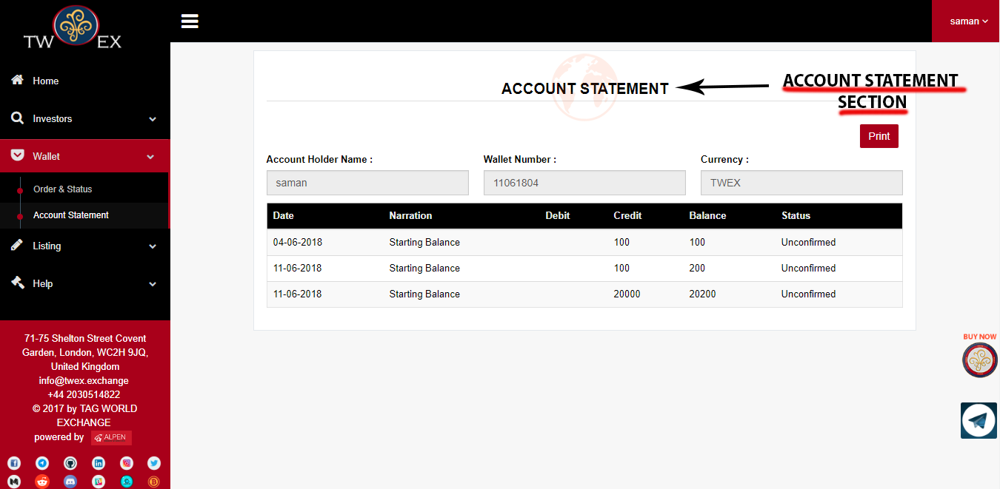 TW EX
saman
Home
Investors
Wallet
Order & Status
Account Statement
Listing
Help
71-75 Shelton Street Covent
Garden, London, WC2H 9JQ,
United Kingdom
info@twex.exchange
+44 2030514822
© 2017 by TAG WORLD
EXCHANGE
powered by ALPEN
ACCOUNT STATEMENT
ACCOUNT STATEMENT
SECTION
Print
Account Holder Name : Wallet Number : Currency :
saman 11061804 TWEX
Date Narration Debit Credit Balance Status
04-06-2018 Starting Balance 100 100 Unconfirmed
11-06-2018 Starting Balance 100 200 Unconfirmed
11-06-2018 Starting Balance 20000 20200 Unconfirmed
BUY NOW